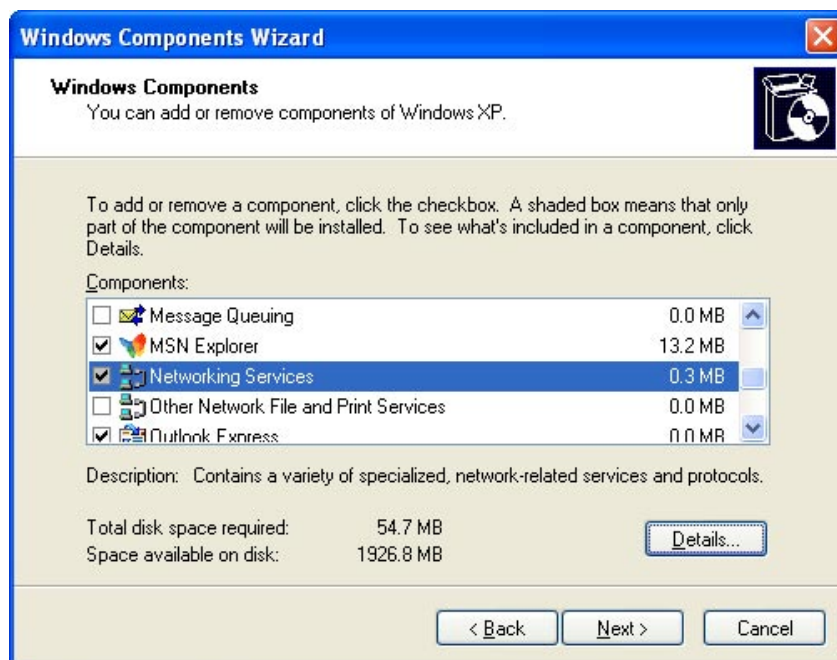 Windows Components Wizard
Windows Components
You can add or remove components of Windows XP.
To add or remove a component, click the checkbox. A shaded box means that only
part of the component will be installed. To see what's included in a component, click
Details.
Components:
Message Queuing 0.0 MB
MSN Explorer 13.2 MB
Networking Services 0.3 MB
Other Network File and Print Services 0.0 MB
Outlook Express 0.0 MB
Description: Contains a variety of specialized, network-related services and protocols.
Total disk space required: 54.7 MB
Space available on disk: 1926.8 MB
Details...
< Back Next > Cancel